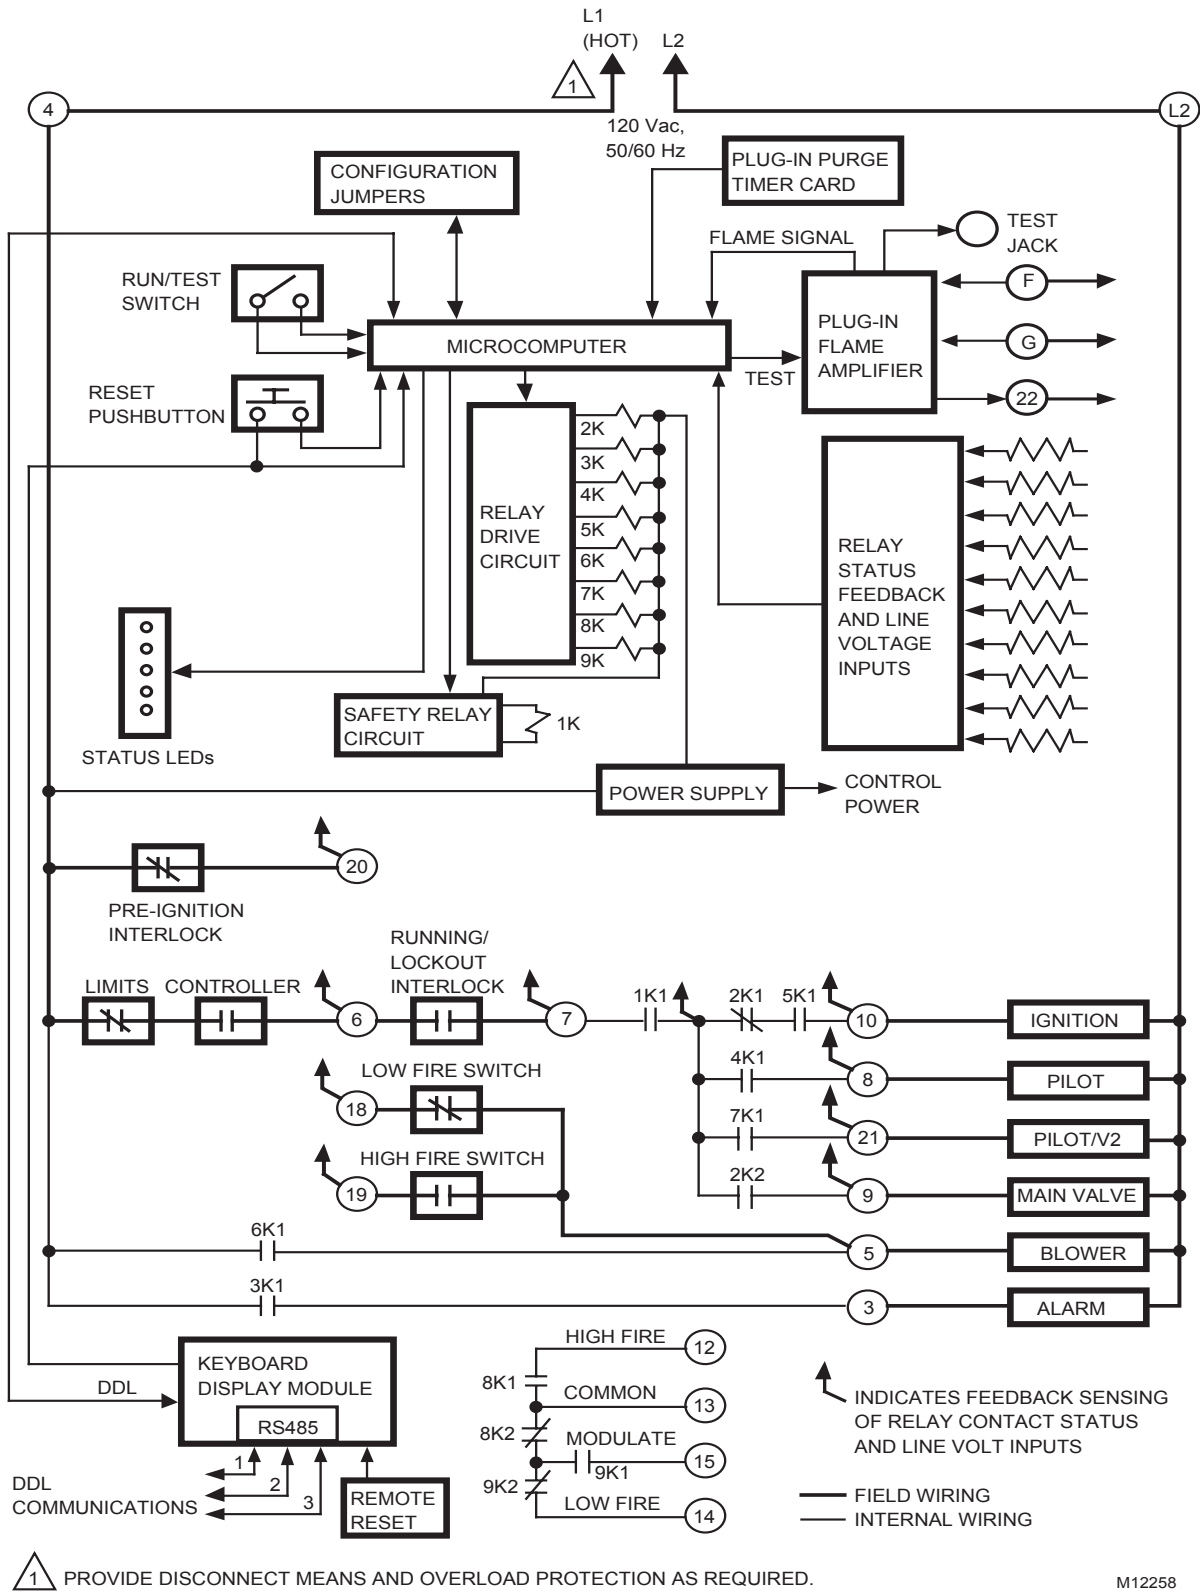 L1
(HOT)
L2
1
4
L2
120 Vac,
50/60 Hz
CONFIGURATION
JUMPERS
PLUG-IN PURGE
TIMER CARD
FLAME SIGNAL
TEST
JACK
RUN/TEST
SWITCH
F
MICROCOMPUTER
PLUG-IN
FLAME
AMPLIFIER
G
TEST
RESET
PUSHBUTTON
22
2K
3K
4K
5K
6K
7K
8K
9K
RELAY
DRIVE
CIRCUIT
RELAY
STATUS
FEEDBACK
AND LINE
VOLTAGE
INPUTS
STATUS LEDs
SAFETY RELAY
CIRCUIT
1K
POWER SUPPLY
CONTROL
POWER
20
PRE-IGNITION
INTERLOCK
RUNNING/
LOCKOUT
INTERLOCK
LIMITS
CONTROLLER
6
7
1K1
2K1
5K1
10
IGNITION
LOW FIRE SWITCH
18
4K1
8
PILOT
7K1
21
PILOT/V2
HIGH FIRE SWITCH
19
2K2
9
MAIN VALVE
6K1
5
BLOWER
3K1
3
ALARM
KEYBOARD
DISPLAY MODULE
RS485
DDL
1
2
3
DDL
COMMUNICATIONS
REMOTE
RESET
HIGH FIRE
12
8K1
COMMON
13
8K2
MODULATE
15
9K1
9K2
LOW FIRE
14
INDICATES FEEDBACK SENSING
OF RELAY CONTACT STATUS
AND LINE VOLT INPUTS
FIELD WIRING
INTERNAL WIRING
1 PROVIDE DISCONNECT MEANS AND OVERLOAD PROTECTION AS REQUIRED.
M12258